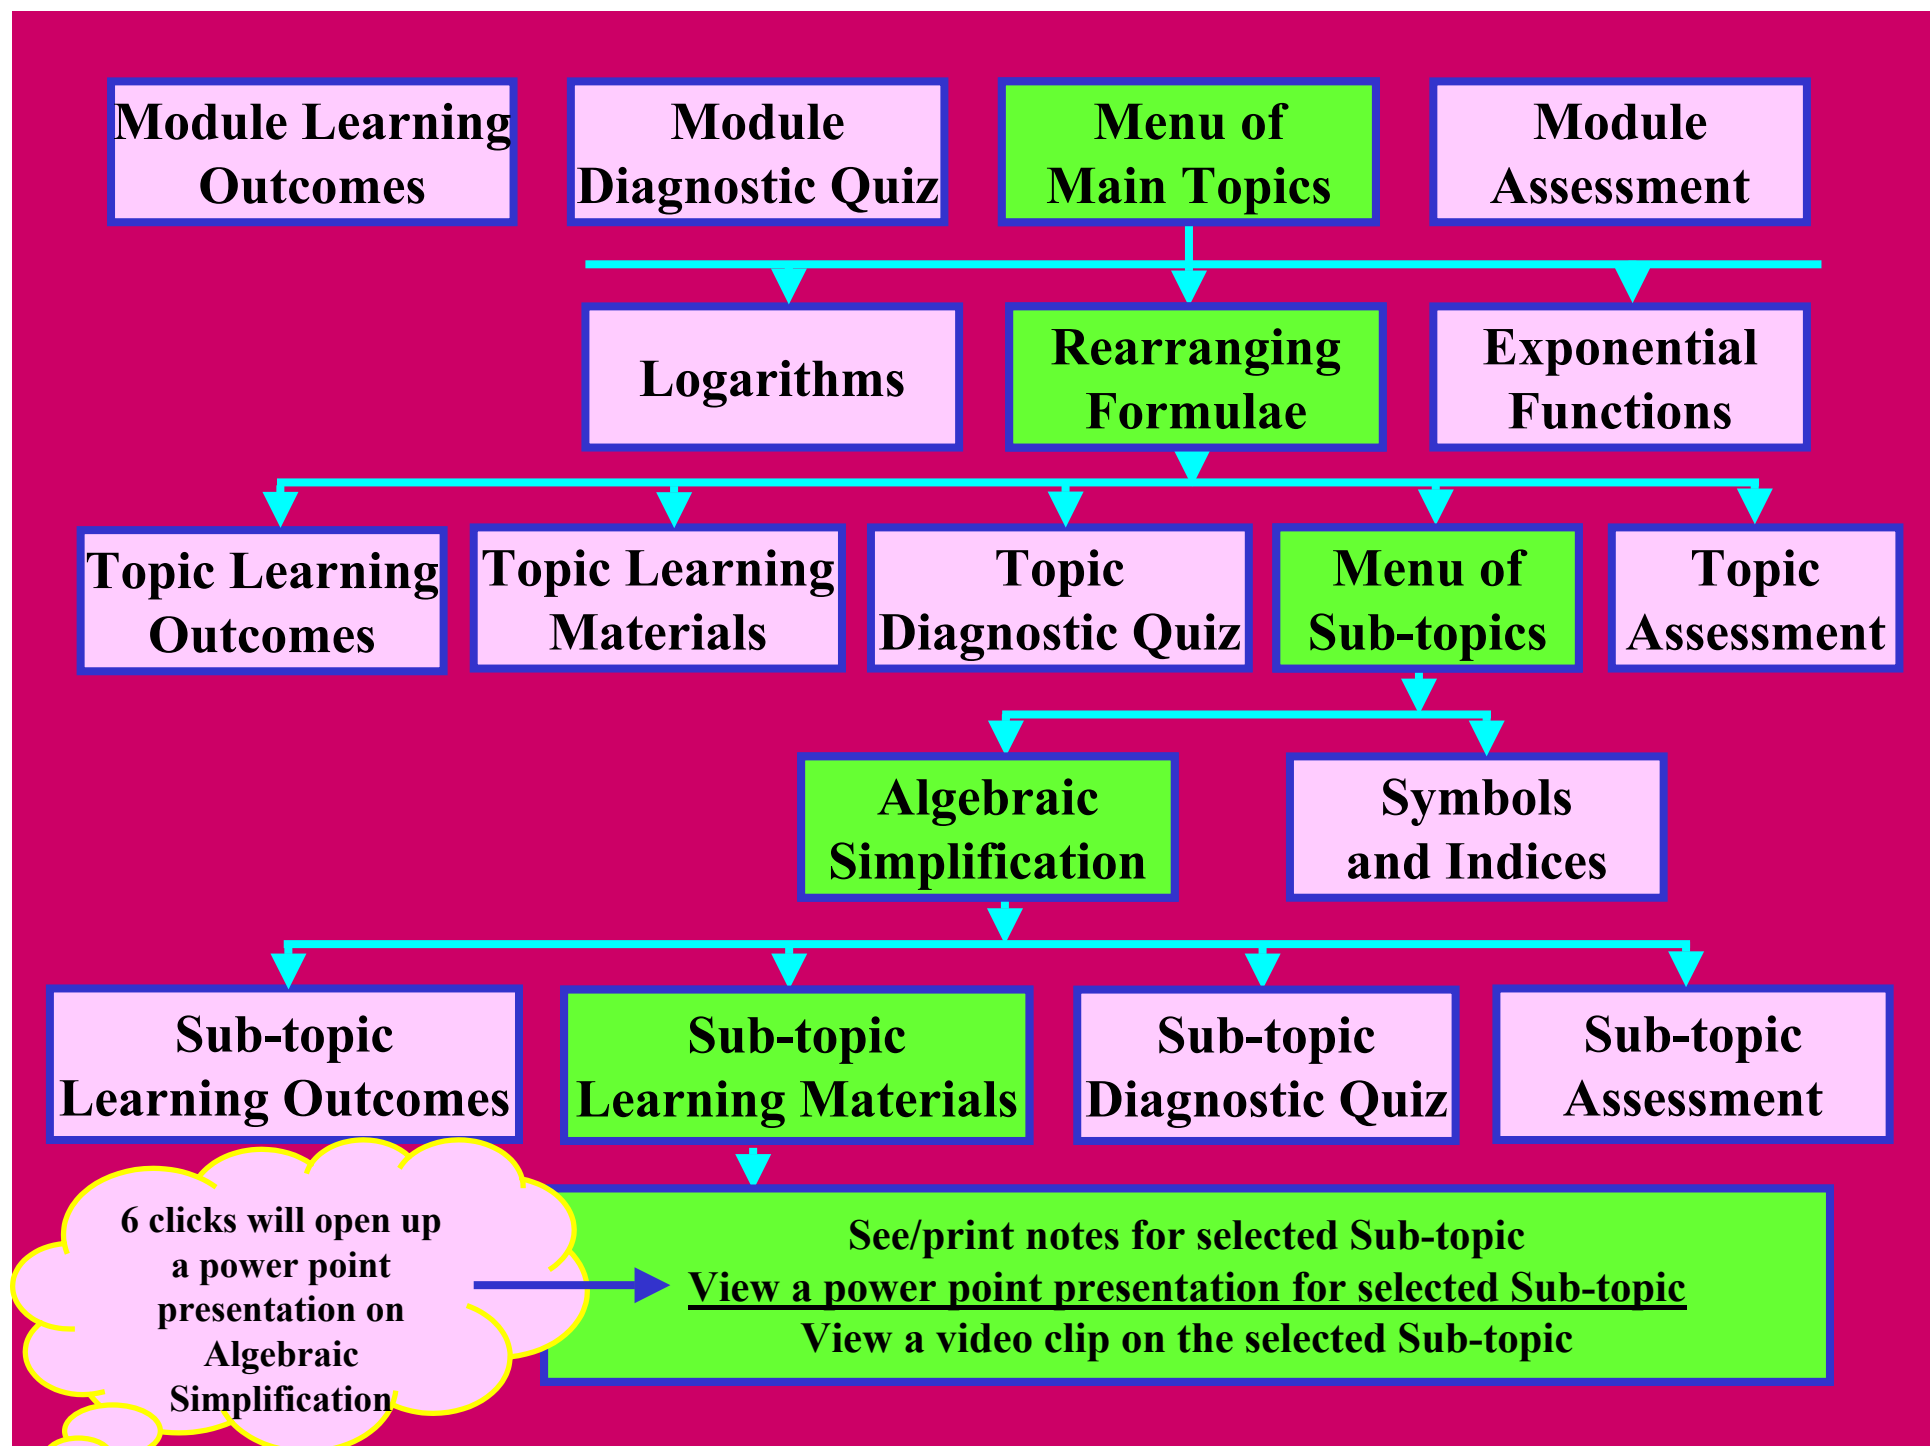 Module Learning
Outcomes
Module
Diagnostic Quiz
Menu of
Main Topics
Module
Assessment
Logarithms
Rearranging
Formulae
Exponential
Functions
Topic Learning
Outcomes
Topic Learning
Materials
Topic
Diagnostic Quiz
Menu of
Sub-topics
Topic
Assessment
Algebraic
Simplification
Symbols
and Indices
Sub-topic
Learning Outcomes
Sub-topic
Learning Materials
Sub-topic
Diagnostic Quiz
Sub-topic
Assessment
6 clicks will open up
a power point
presentation on
Algebraic
Simplification
See/print notes for selected Sub-topic
View a power point presentation for selected Sub-topic
View a video clip on the selected Sub-topic